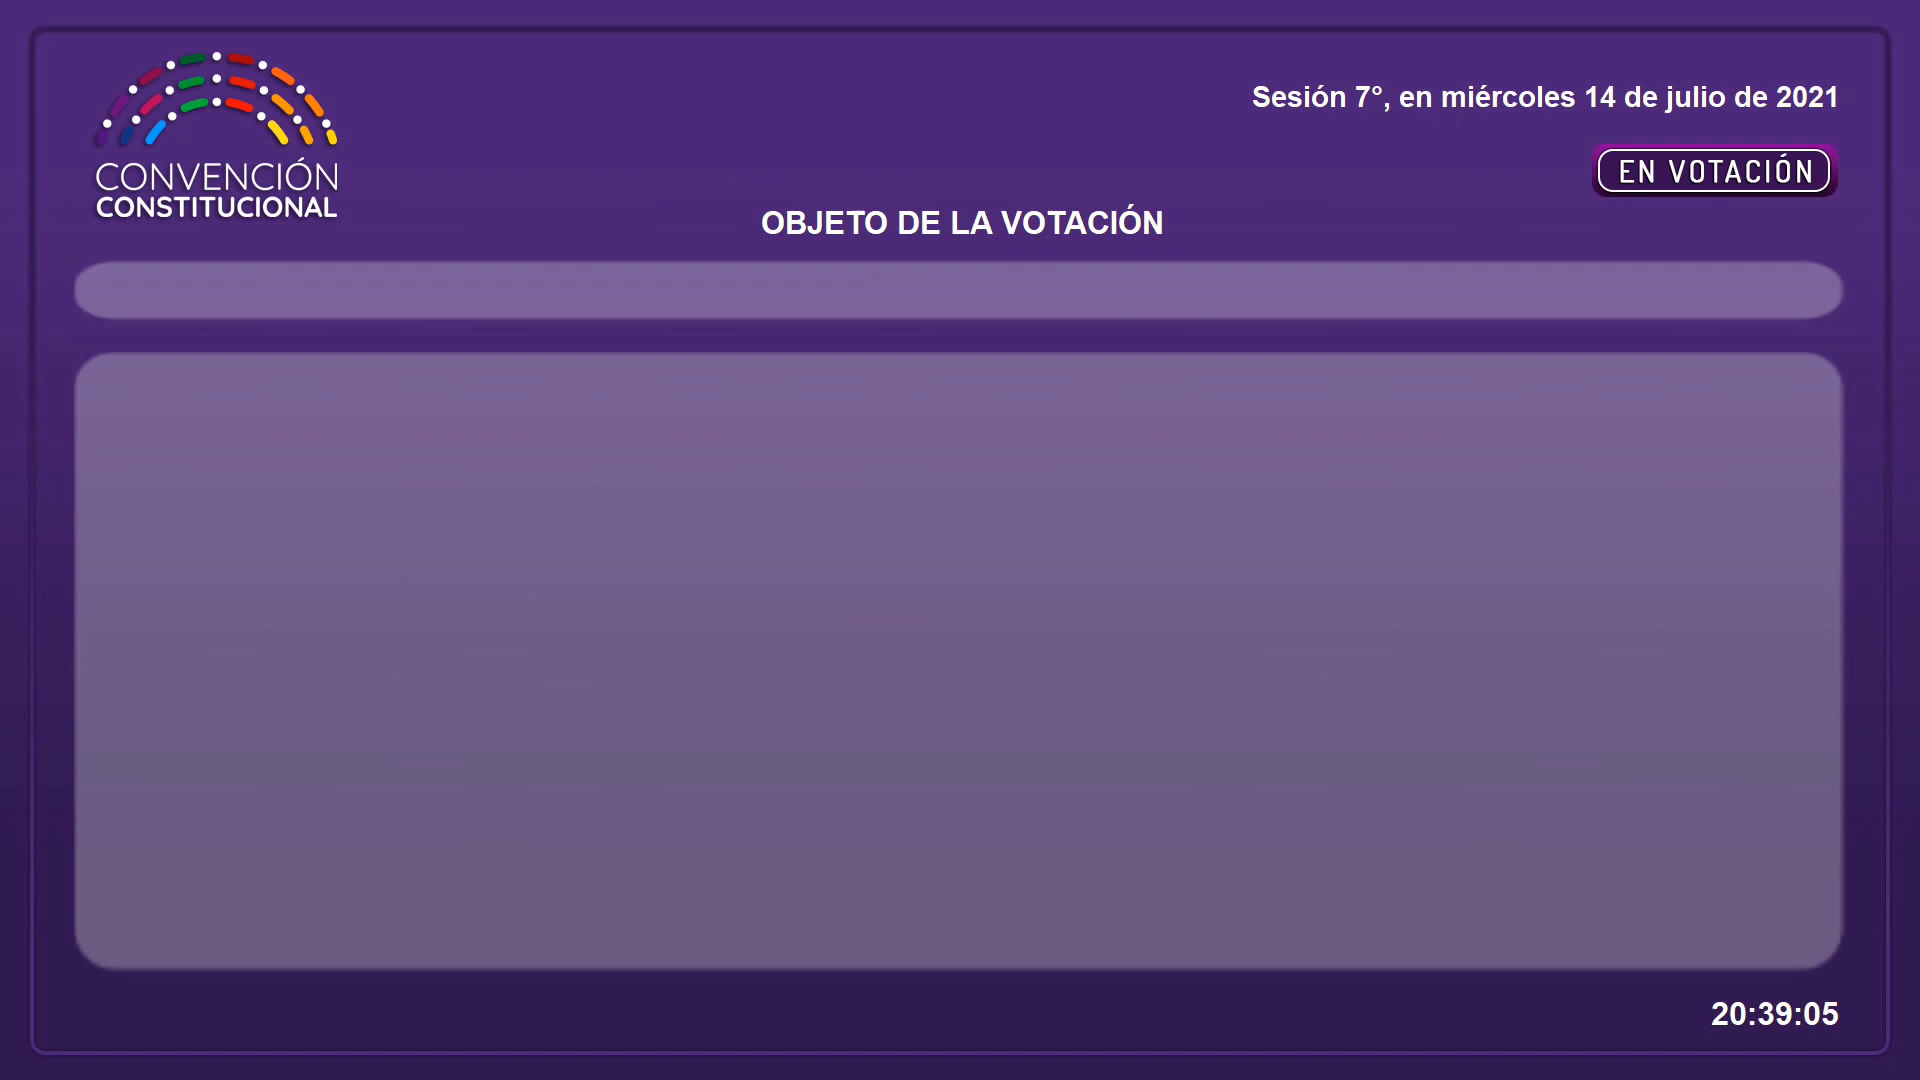 Sesión 7°, en miércoles 14 de julio de 2021
CONVENCIÓN
CONSTITUCIONAL
EN VOTACIÓN
OBJETO DE LA VOTACIÓN
20:39:05